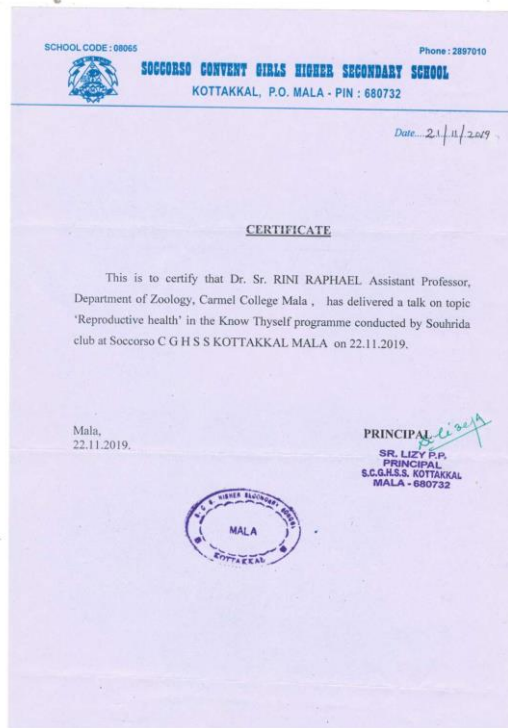 SCHOOL CODE : 08065
Phone : 2897010
SOCCORSO CONVENT GIRLS HIGHER SECONDARY SCHOOL
KOTTAKKAL, P.O. MALA - PIN : 680732
Date 21/11/2019
CERTIFICATE
This is to certify that Dr. Sr. RINI RAPHAEL Assistant Professor,
Department of Zoology, Carmel College Mala , has delivered a talk on topic
‘Reproductive health’ in the Know Thyself programme conducted by Souhrida
club at Soccorso C G H S S KOTTAKKAL MALA on 22.11.2019.
Mala,
22.11.2019.
PRINCIPAL
SR. LIZY P.P.
PRINCIPAL
S.C.G.H.S.S. KOTTAKKAL
MALA - 680732
S. C. G. HIGHER SECONDARY SCHOOL
MALA
KOTTAKKAL